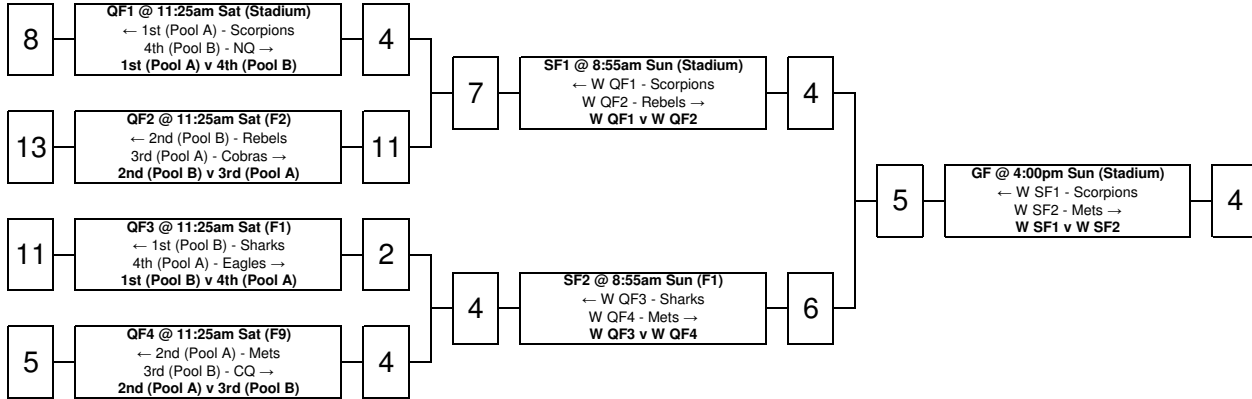 8
QF1 @ 11:25am Sat (Stadium)
← 1st (Pool A) - Scorpions
4th (Pool B) - NQ →
1st (Pool A) v 4th (Pool B)
4
13
QF2 @ 11:25am Sat (F2)
← 2nd (Pool B) - Rebels
3rd (Pool A) - Cobras →
2nd (Pool B) v 3rd (Pool A)
11
11
QF3 @ 11:25am Sat (F1)
← 1st (Pool B) - Sharks
4th (Pool A) - Eagles →
1st (Pool B) v 4th (Pool A)
2
5
QF4 @ 11:25am Sat (F9)
← 2nd (Pool A) - Mets
3rd (Pool B) - CQ →
2nd (Pool A) v 3rd (Pool B)
4
7
SF1 @ 8:55am Sun (Stadium)
← W QF1 - Scorpions
W QF2 - Rebels →
W QF1 v W QF2
4
4
SF2 @ 8:55am Sun (F1)
← W QF3 - Sharks
W QF4 - Mets →
W QF3 v W QF4
6
5
GF @ 4:00pm Sun (Stadium)
← W SF1 - Scorpions
W SF2 - Mets →
W SF1 v W SF2
4